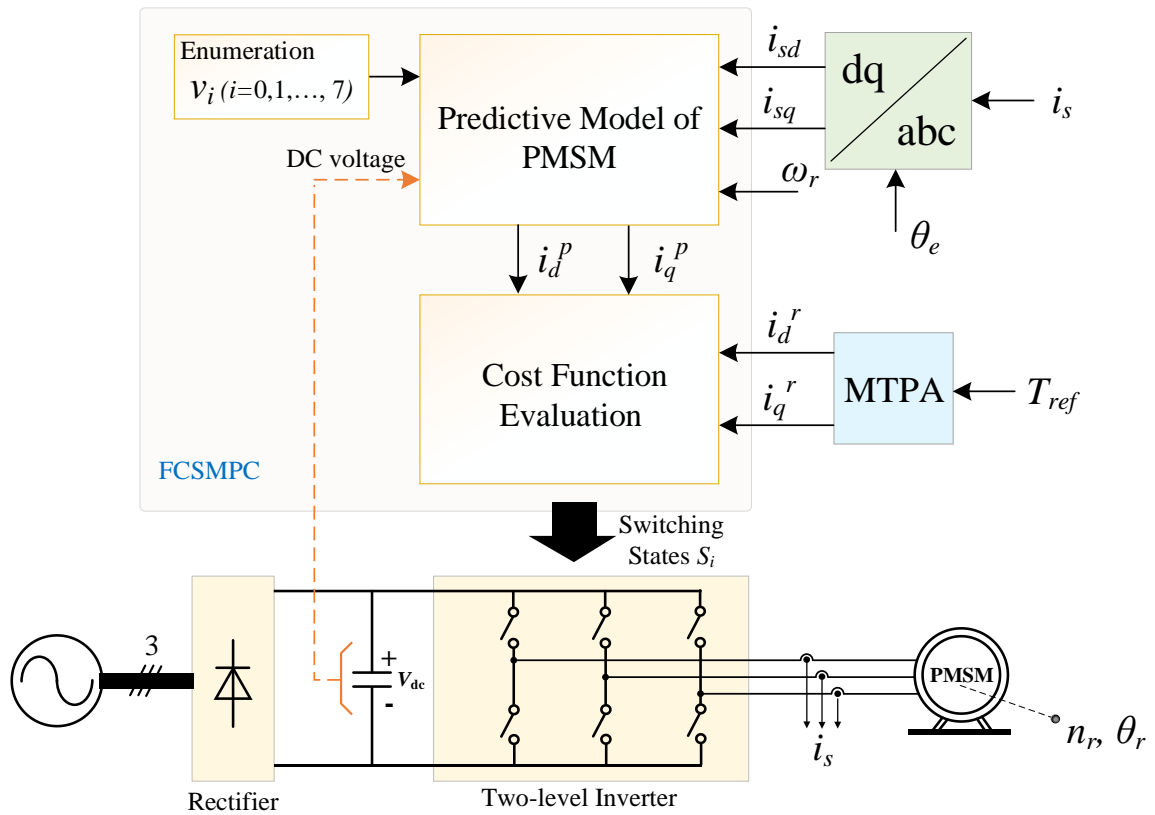 Enumeration
v_i (i=0,1,…, 7)
Predictive Model of
PMSM
i_sd
i_sq
ω_r
dq
abc
i_s
θ_e
DC voltage
i_d^p
i_q^p
Cost Function
Evaluation
i_d^r
i_q^r
MTPA
T_ref
FCSMPC
Switching
States S_i
3
+
V_dc
-
PMSM
i_s
n_r, θ_r
Rectifier
Two-level Inverter